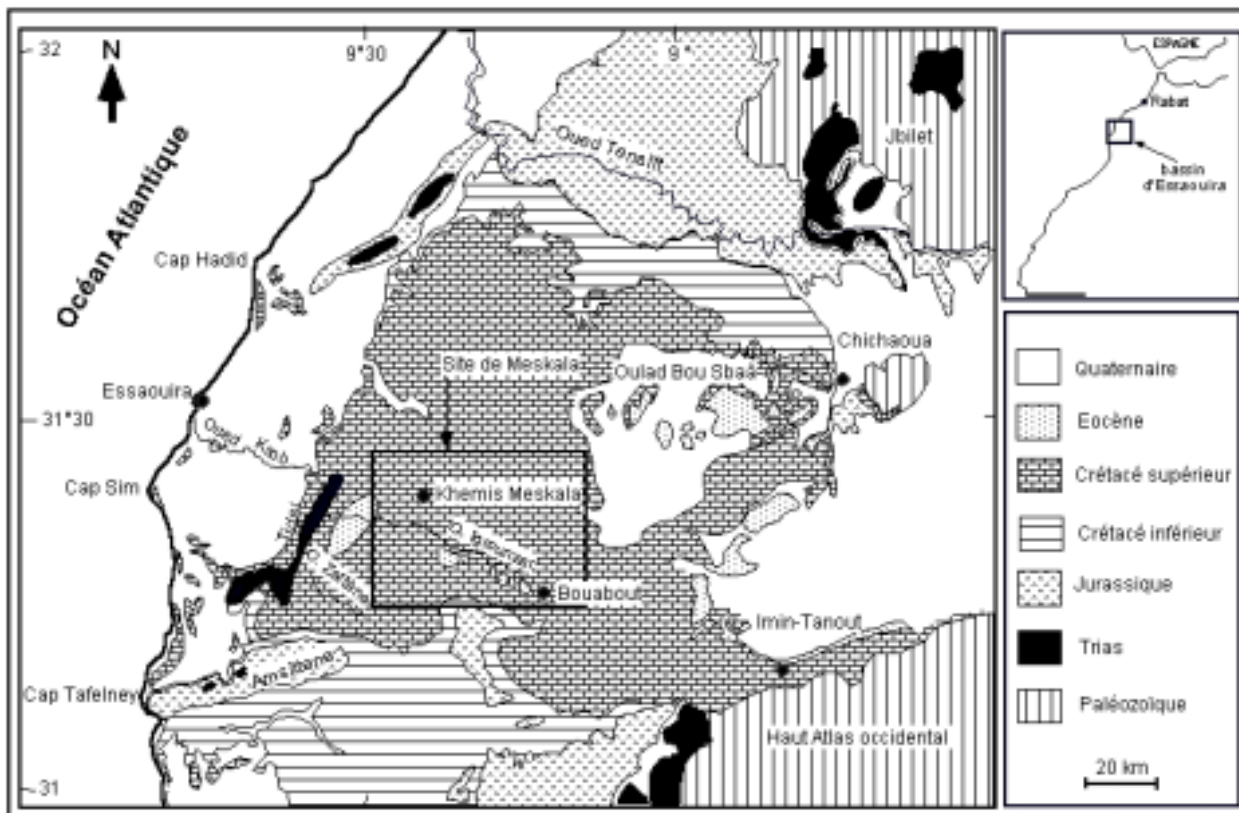 32
N
9°30
9°
Océan Atlantique
Oued Tensift
Jbilet
Cap Hadid
Chichaoua
Site de Meskala
Oulad Bou Sbaâ
Essaouira
31°30
Oued
Cap Sim
Khemis Meskala
Tidsi
O. Zeltene
Bouabout
Imin-Tanout
Amsittene
Cap Tafelney
Haut Atlas occidental
31
ESPAGNE
Rabat
bassin
d'Essaouira
Quaternaire
Eocène
Crétacé supérieur
Crétacé inférieur
Jurassique
Trias
Paléozoïque
20 km